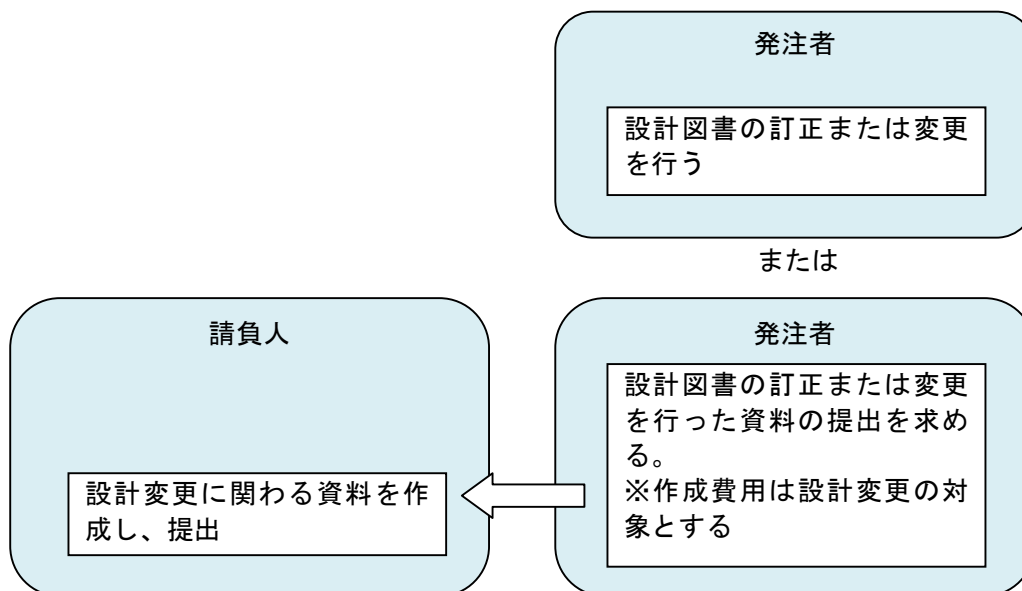 発注者
設計図書の訂正または変更
を行う
または
請負人
設計変更に関わる資料を作
成し、提出
発注者
設計図書の訂正または変更
を行った資料の提出を求め
る。
※作成費用は設計変更の対
象とする